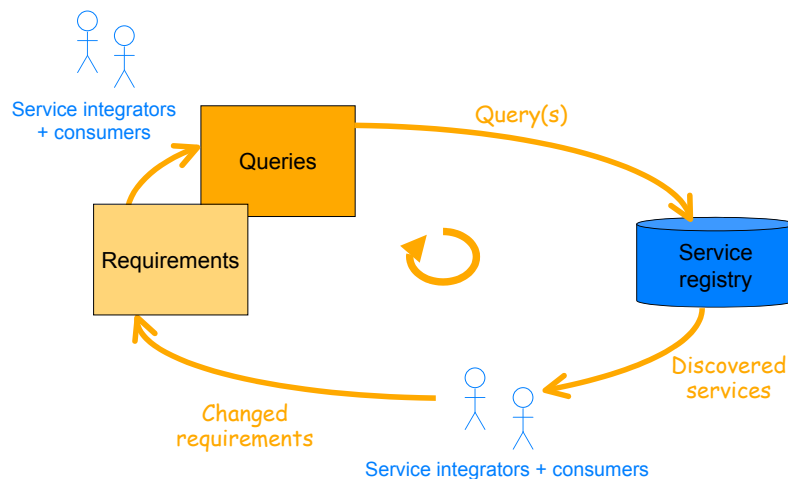 Service integrators
+ consumers
Query(s)
Queries
Requirements
Service
registry
Discovered
services
Changed
requirements
Service integrators + consumers